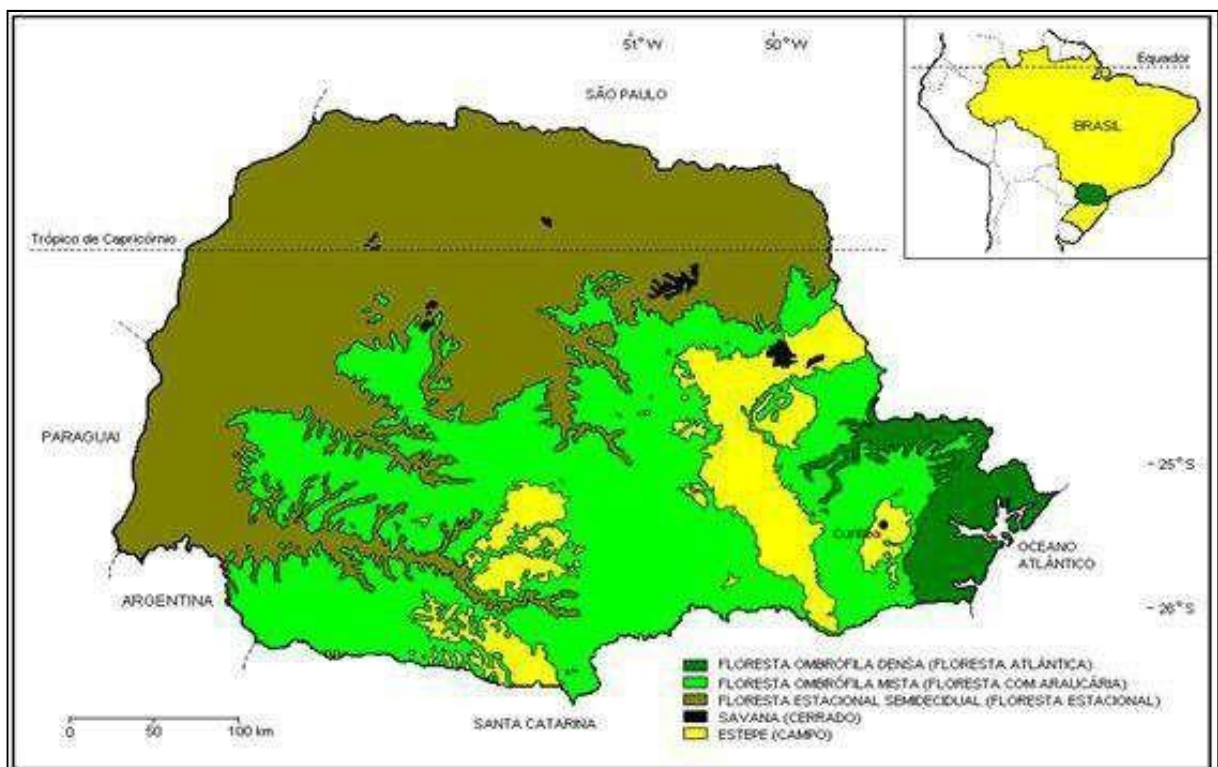 51°W
50°W
SÃO PAULO
Equador
BRASIL
Trópico de Capricórnio
PARAGUAI
25°S
Curitiba
OCEANO
ATLÂNTICO
ARGENTINA
26°S
FLORESTA OMBRÓFILA DENSA (FLORESTA ATLÂNTICA)
FLORESTA OMBRÓFILA MISTA (FLORESTA COM ARAUCÁRIA)
FLORESTA ESTACIONAL SEMIDECIDUAL (FLORESTA ESTACIONAL)
SAVANA (CERRADO)
ESTEPE (CAMPO)
SANTA CATARINA
0 50 100 km